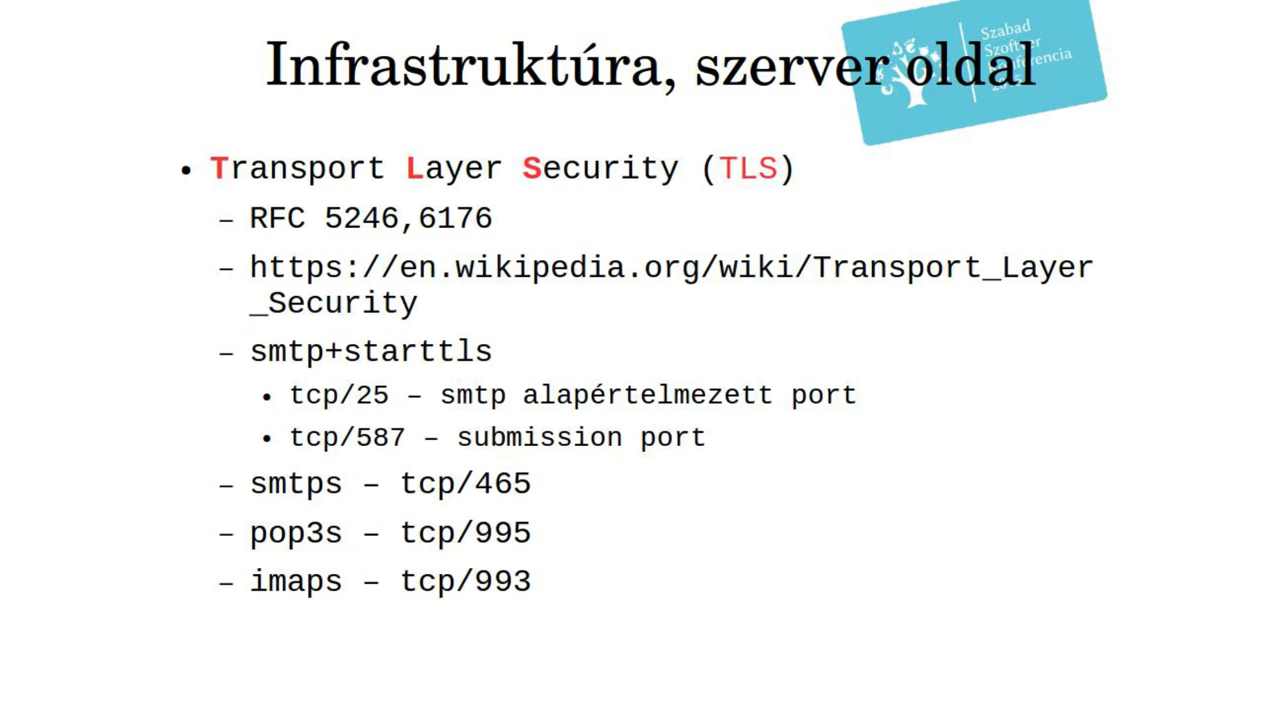 Infrastruktúra, szerver oldal
Szabad
Szoftver
Konferencia
• Transport Layer Security (TLS)
– RFC 5246,6176
– https://en.wikipedia.org/wiki/Transport_Layer
_Security
– smtp+starttls
• tcp/25 – smtp alapértelmezett port
• tcp/587 – submission port
– smtps – tcp/465
– pop3s – tcp/995
– imaps – tcp/993